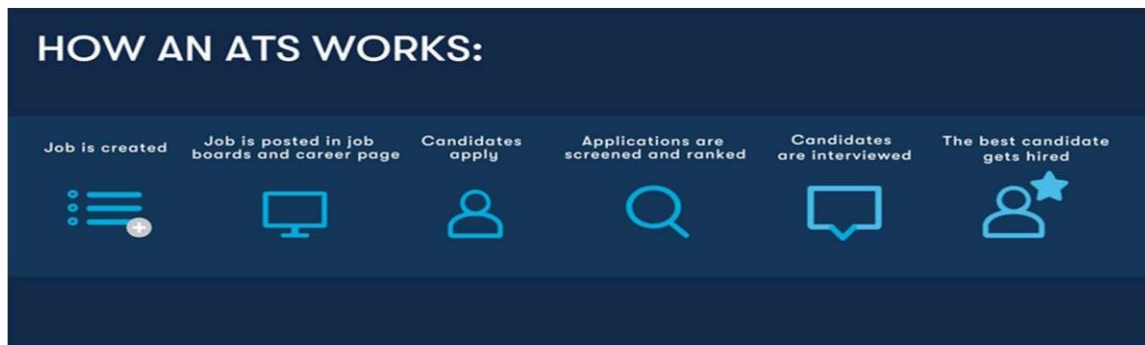 HOW AN ATS WORKS:
Job is created
Job is posted in job
boards and career page
Candidates
apply
Applications are
screened and ranked
Candidates
are interviewed
The best candidate
gets hired